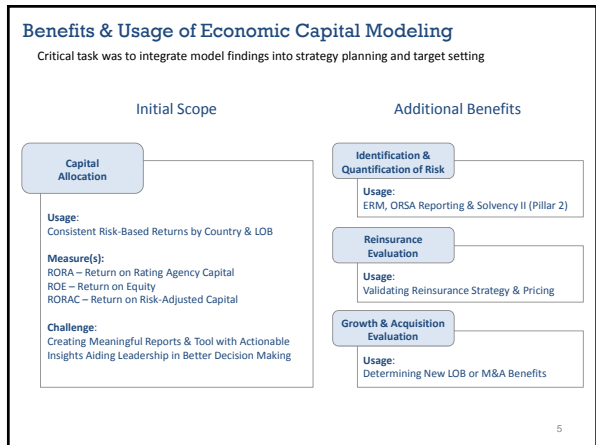 Benefits & Usage of Economic Capital Modeling
Critical task was to integrate model findings into strategy planning and target setting
Initial Scope
Capital
Allocation
Usage:
Consistent Risk-Based Returns by Country & LOB
Measure(s):
RORA – Return on Rating Agency Capital
ROE – Return on Equity
RORAC – Return on Risk-Adjusted Capital
Challenge:
Creating Meaningful Reports & Tool with Actionable
Insights Aiding Leadership in Better Decision Making
Additional Benefits
Identification &
Quantification of Risk
Usage:
ERM, ORSA Reporting & Solvency II (Pillar 2)
Reinsurance
Evaluation
Usage:
Validating Reinsurance Strategy & Pricing
Growth & Acquisition
Evaluation
Usage:
Determining New LOB or M&A Benefits
5